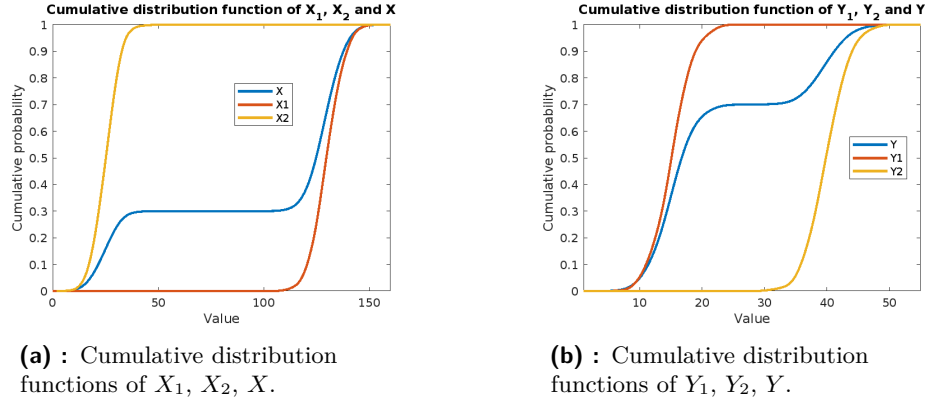 Cumulative distribution function of X1, X2 and X
1
0.9
0.8
0.7
0.6
0.5
0.4
0.3
0.2
0.1
0
Cumulative probability
X
X1
X2
0 50 100 150
Value
(a) : Cumulative distribution
functions of X1, X2, X.
Cumulative distribution function of Y1, Y2 and Y
1
0.9
0.8
0.7
0.6
0.5
0.4
0.3
0.2
0.1
0
Cumulative probability
Y
Y1
Y2
10 20 30 40 50
Value
(b) : Cumulative distribution
functions of Y1, Y2, Y.